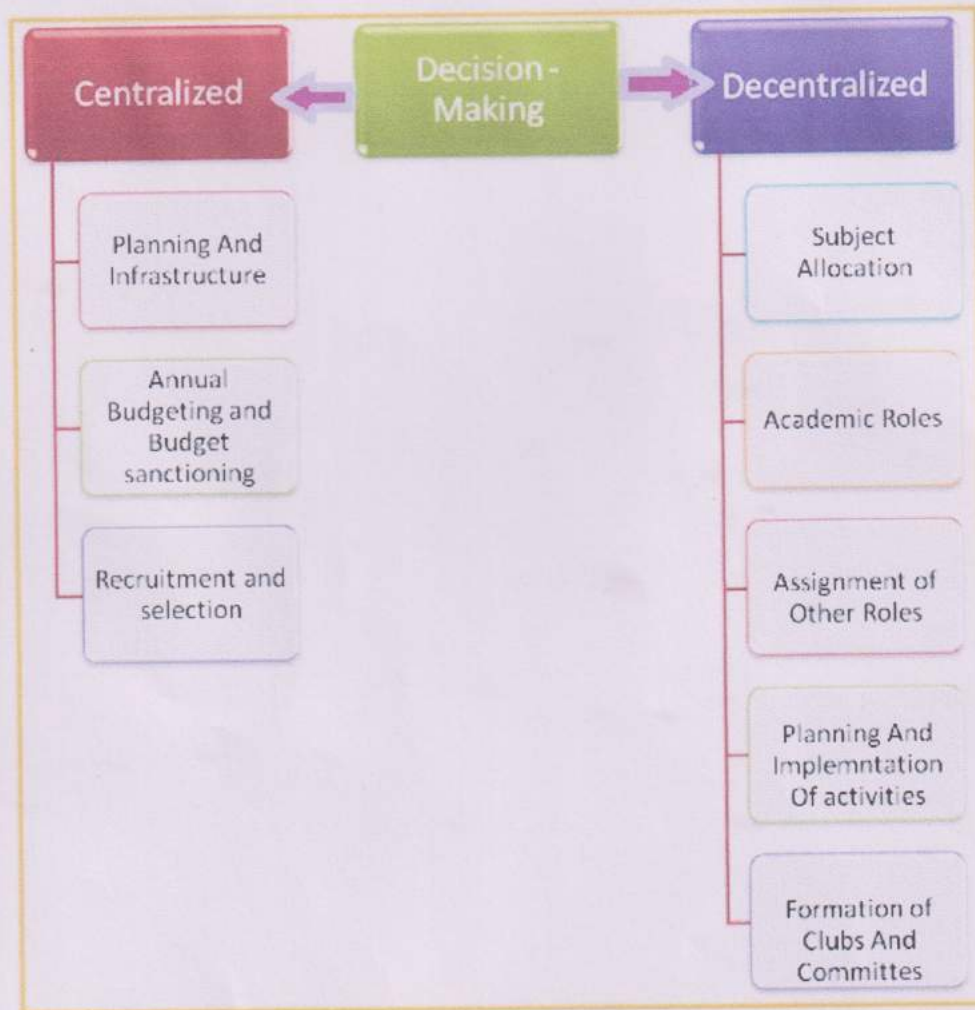 Centralized
Decision -
Making
Decentralized
Planning And
Infrastructure
Annual
Budgeting and
Budget
sanctioning
Recruitment and
selection
Subject
Allocation
Academic Roles
Assignment of
Other Roles
Planning And
Implemntation
Of activities
Formation of
Clubs And
Committes